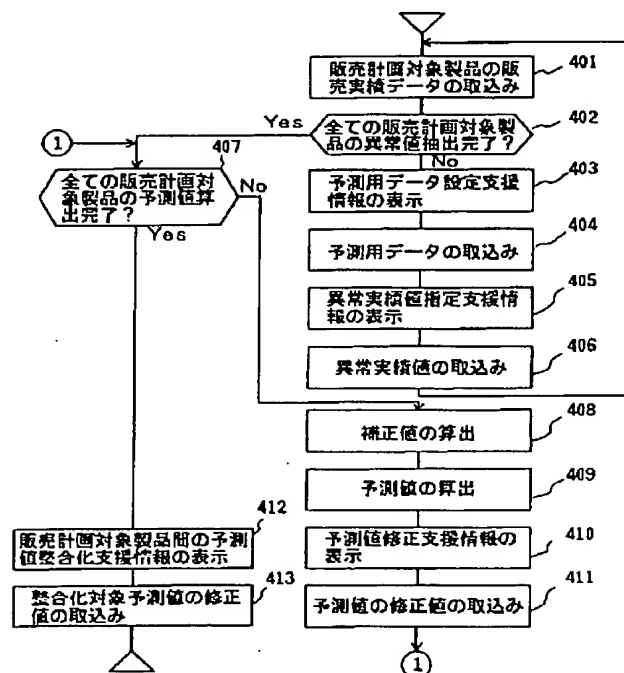 販売計画対象製品の販
売実績データの取込み
401
Yes
全ての販売計画対象製
品の異常値抽出完了？
402
1
407
No
全ての販売計画対
象製品の予測値算
出完了？
No
Yes
予測用データ設定支援
情報の表示
403
予測用データの取込み
404
異常実績値指定支援情
報の表示
405
異常実績値の取込み
406
補正値の算出
408
予測値の算出
409
販売計画対象製品間の予測
値整合化支援情報の表示
412
予測値修正支援情報の
表示
410
整合化対象予測値の修正
値の取込み
413
予測値の修正値の取込み
411
1